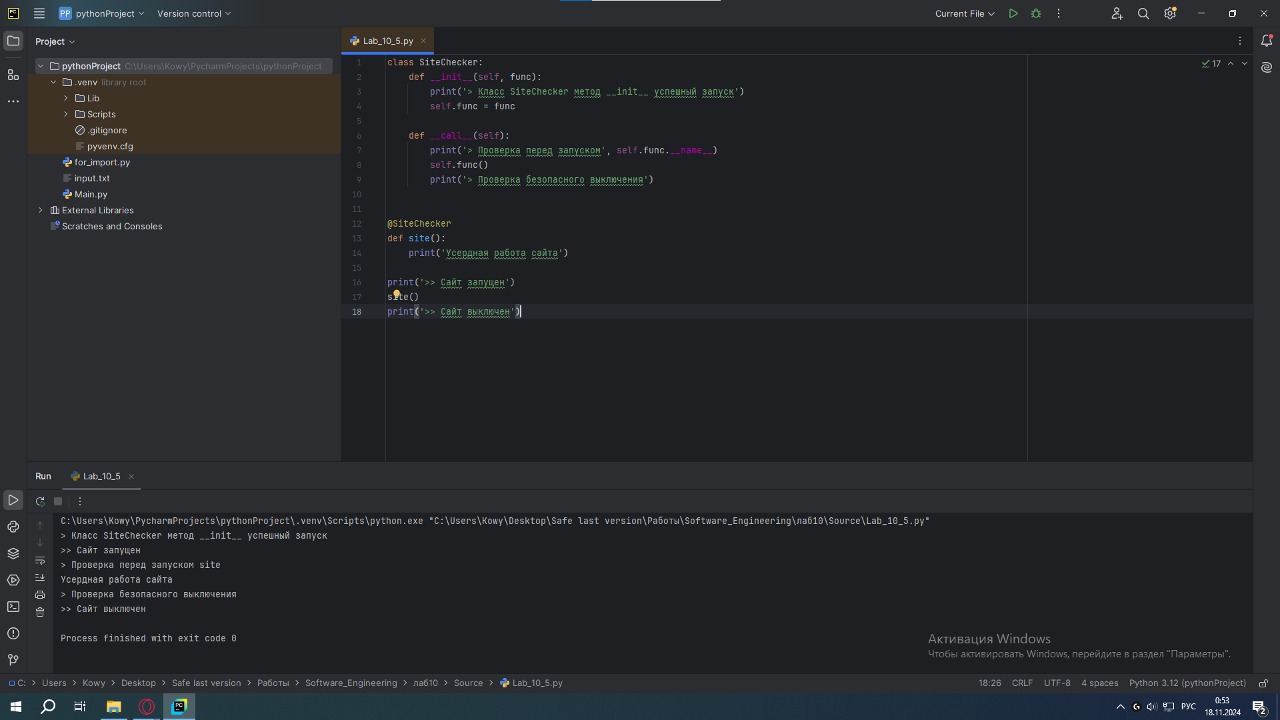 PP pythonProject Version control Current File
Project
Lab_10_5.py
pythonProject C:\Users\Kowy\PycharmProjects\pythonProject
.venv library root
Lib
Scripts
.gitignore
pyvenv.cfg
for_import.py
input.txt
Main.py
External Libraries
Scratches and Consoles
17
1 class SiteChecker:
2 def __init__(self, func):
3 print('> Класс SiteChecker метод __init__ успешный запуск')
4 self.func = func
5
6 def __call__(self):
7 print('> Проверка перед запуском', self.func.__name__)
8 self.func()
9 print('> Проверка безопасного выключения')
10
11
12 @SiteChecker
13 def site():
14 print('Усердная работа сайта')
15
16 print('>> Сайт запущен')
17 site()
18 print('>> Сайт выключен')
Run Lab_10_5
C:\Users\Kowy\PycharmProjects\pythonProject\.venv\Scripts\python.exe "C:\Users\Kowy\Desktop\Safe last version\Работы\Software_Engineering\лаб10\Source\Lab_10_5.py"
> Класс SiteChecker метод __init__ успешный запуск
>> Сайт запущен
> Проверка перед запуском site
Усердная работа сайта
> Проверка безопасного выключения
>> Сайт выключен
Process finished with exit code 0
Активация Windows
Чтобы активировать Windows, перейдите в раздел "Параметры".
C: > Users > Kowy > Desktop > Safe last version > Работы > Software_Engineering > лаб10 > Source > Lab_10_5.py 18:26 CRLF UTF-8 4 spaces Python 3.12 (pythonProject)
PC РУС 0:53 18.11.2024 2